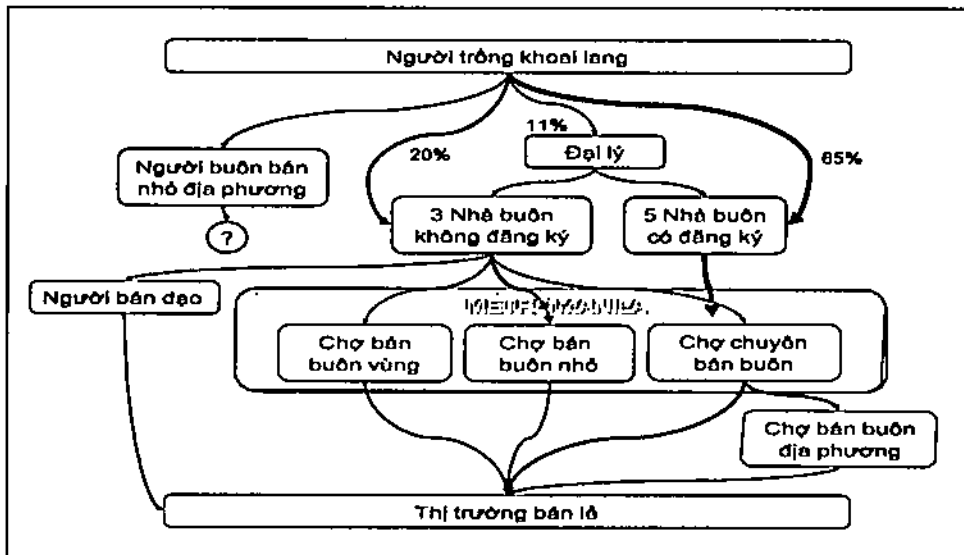 Người trồng khoai lang
11%
20%
Đại lý
65%
Người buôn bán
nhỏ địa phương
?
3 Nhà buôn
không đăng ký
5 Nhà buôn
có đăng ký
Người bán dạo
METRO MANILA
Chợ bán
buôn vùng
Chợ bán
buôn nhỏ
Chợ chuyên
bán buôn
Chợ bán buôn
địa phương
Thị trường bán lẻ